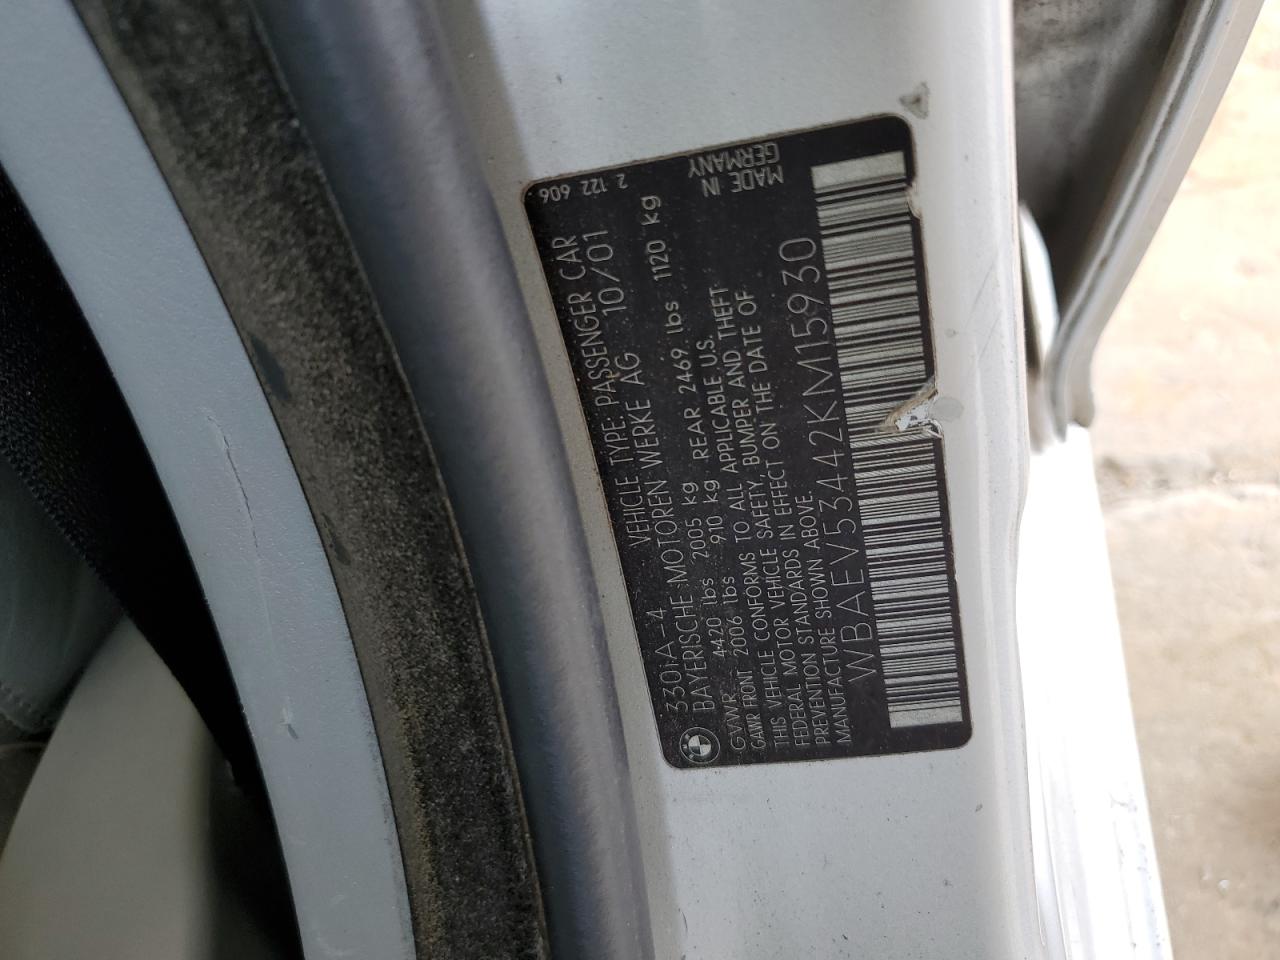 330iA-4 VEHICLE TYPE: PASSENGER CAR
BAYERISCHE MOTOREN WERKE AG 10/01
GVWR 4420 lbs 2005 kg
GAWR FRONT 2006 lbs 910 kg REAR 2469 lbs 1120 kg
THIS VEHICLE CONFORMS TO ALL APPLICABLE U.S.
FEDERAL MOTOR VEHICLE SAFETY, BUMPER AND THEFT
PREVENTION STANDARDS IN EFFECT ON THE DATE OF
MANUFACTURE SHOWN ABOVE.
WBAEV53442KM15930
2 122 606
MADE IN
GERMANY